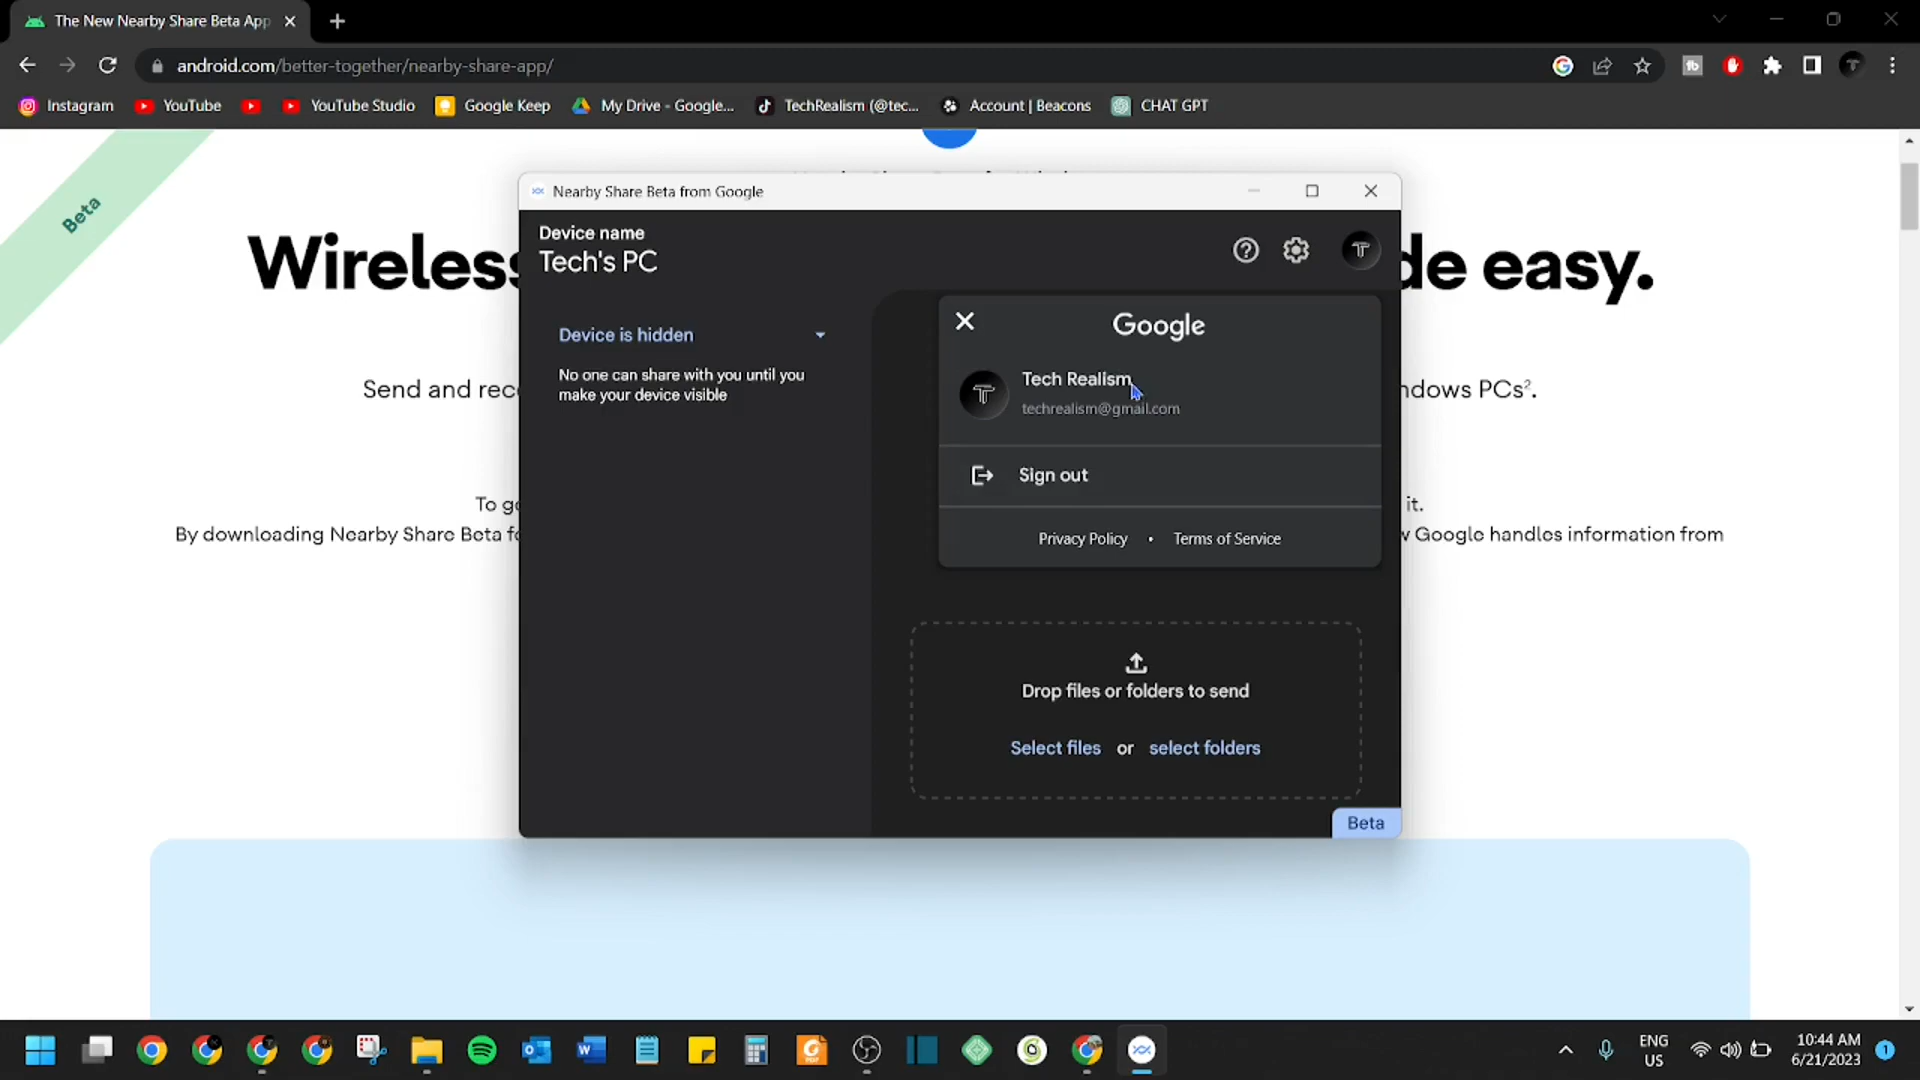 The New Nearby Share Beta App
android.com/better-together/nearby-share-app/
Instagram
YouTube
YouTube Studio
Google Keep
My Drive - Google...
TechRealism (@tec...
Account | Beacons
CHAT GPT
Beta
Nearby Share Beta from Google
Wireless
de easy.
Device name
Tech's PC
Device is hidden
No one can share with you until you
make your device visible
Google
Tech Realism
techrealism@gmail.com
Sign out
Privacy Policy • Terms of Service
Send and rec
ndows PCs².
To g
it.
By downloading Nearby Share Beta f
w Google handles information from
Drop files or folders to send
Select files or select folders
Beta
ENG
US
10:44 AM
6/21/2023
1